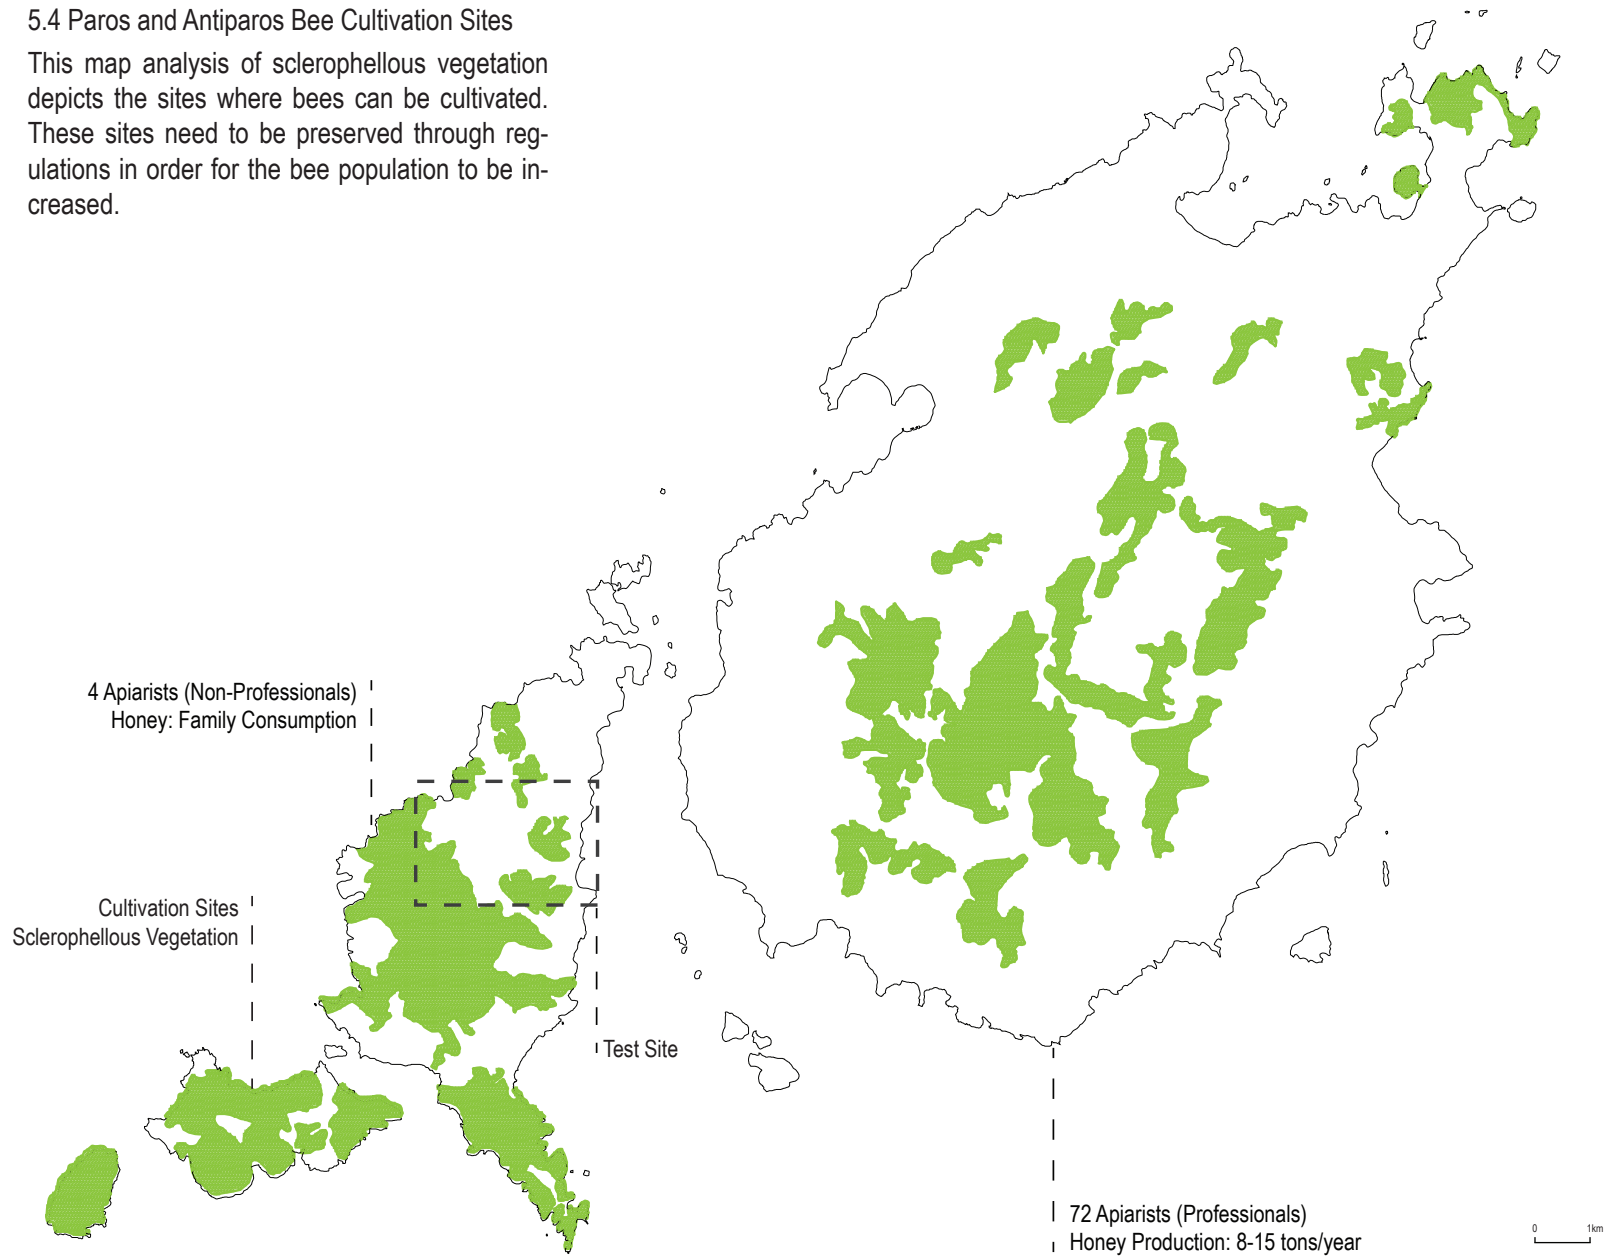 5.4 Paros and Antiparos Bee Cultivation Sites
This map analysis of sclerophellous vegetation
depicts the sites where bees can be cultivated.
These sites need to be preserved through reg-
ulations in order for the bee population to be in-
creased.
4 Apiarists (Non-Professionals)
Honey: Family Consumption
Cultivation Sites
Sclerophellous Vegetation
Test Site
72 Apiarists (Professionals)
Honey Production: 8-15 tons/year
0 1km